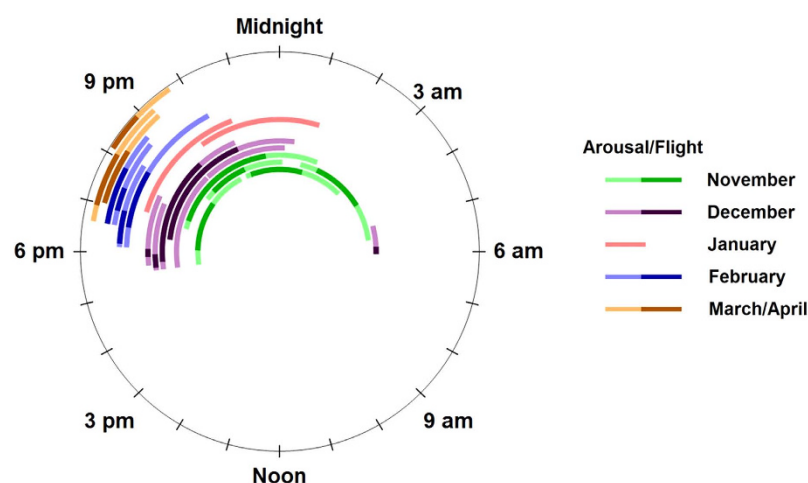 Midnight
9 pm
3 am
6 pm
6 am
3 pm
9 am
Noon
Arousal/Flight
November
December
January
February
March/April